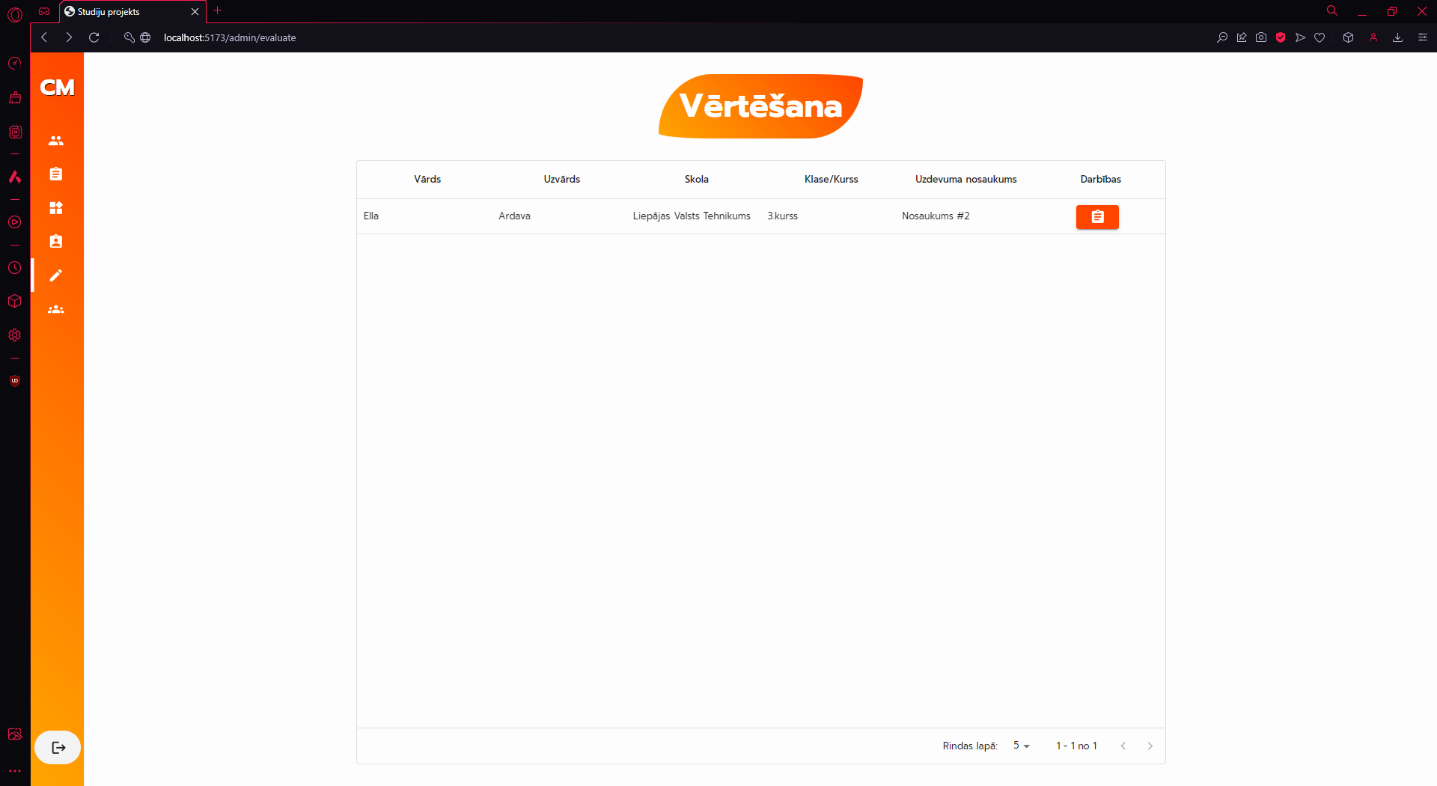 Studiju projekts
localhost:5173/admin/evaluate
CM
Vērtēšana
Vārds Uzvārds Skola Klase/Kurss Uzdevuma nosaukums Darbības
Ella Ardava Liepājas Valsts Tehnikums 3.kurss Nosaukums #2
Rindas lapā: 5 1 - 1 no 1